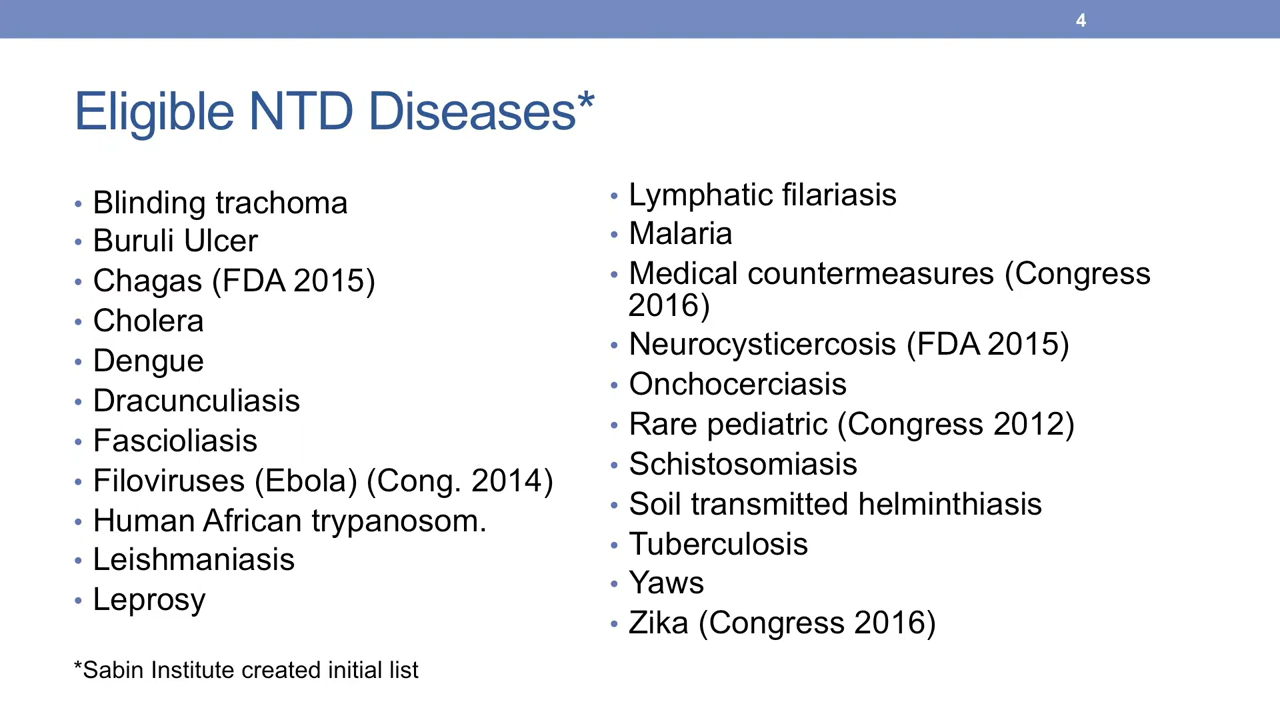 4
Eligible NTD Diseases*
• Blinding trachoma
• Buruli Ulcer
• Chagas (FDA 2015)
• Cholera
• Dengue
• Dracunculiasis
• Fascioliasis
• Filoviruses (Ebola) (Cong. 2014)
• Human African trypanosom.
• Leishmaniasis
• Leprosy
• Lymphatic filariasis
• Malaria
• Medical countermeasures (Congress
2016)
• Neurocysticercosis (FDA 2015)
• Onchocerciasis
• Rare pediatric (Congress 2012)
• Schistosomiasis
• Soil transmitted helminthiasis
• Tuberculosis
• Yaws
• Zika (Congress 2016)
*Sabin Institute created initial list